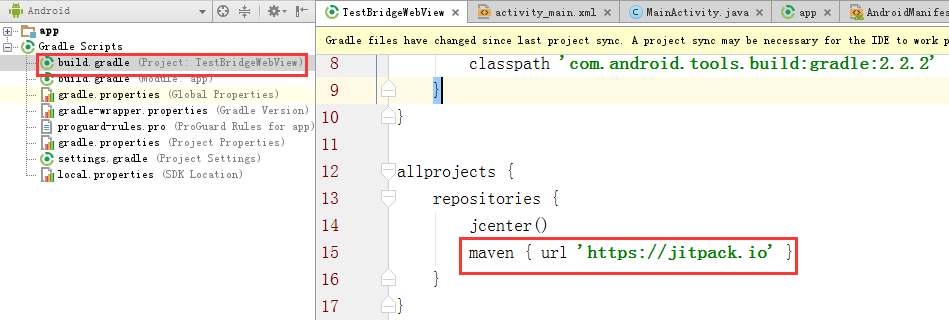 Android
app
Gradle Scripts
build.gradle (Project: TestBridgeWebView)
build.gradle (Module: app)
gradle.properties (Global Properties)
gradle-wrapper.properties (Gradle Version)
proguard-rules.pro (ProGuard Rules for app)
gradle.properties (Project Properties)
settings.gradle (Project Settings)
local.properties (SDK Location)
TestBridgeWebView activity_main.xml MainActivity.java app AndroidManifes
Gradle files have changed since last project sync. A project sync may be necessary for the IDE to work p
8 classpath 'com.android.tools.build:gradle:2.2.2'
9 }
10 }
11
12 allprojects {
13 repositories {
14 jcenter()
15 maven { url 'https://jitpack.io' }
16 }
17 }